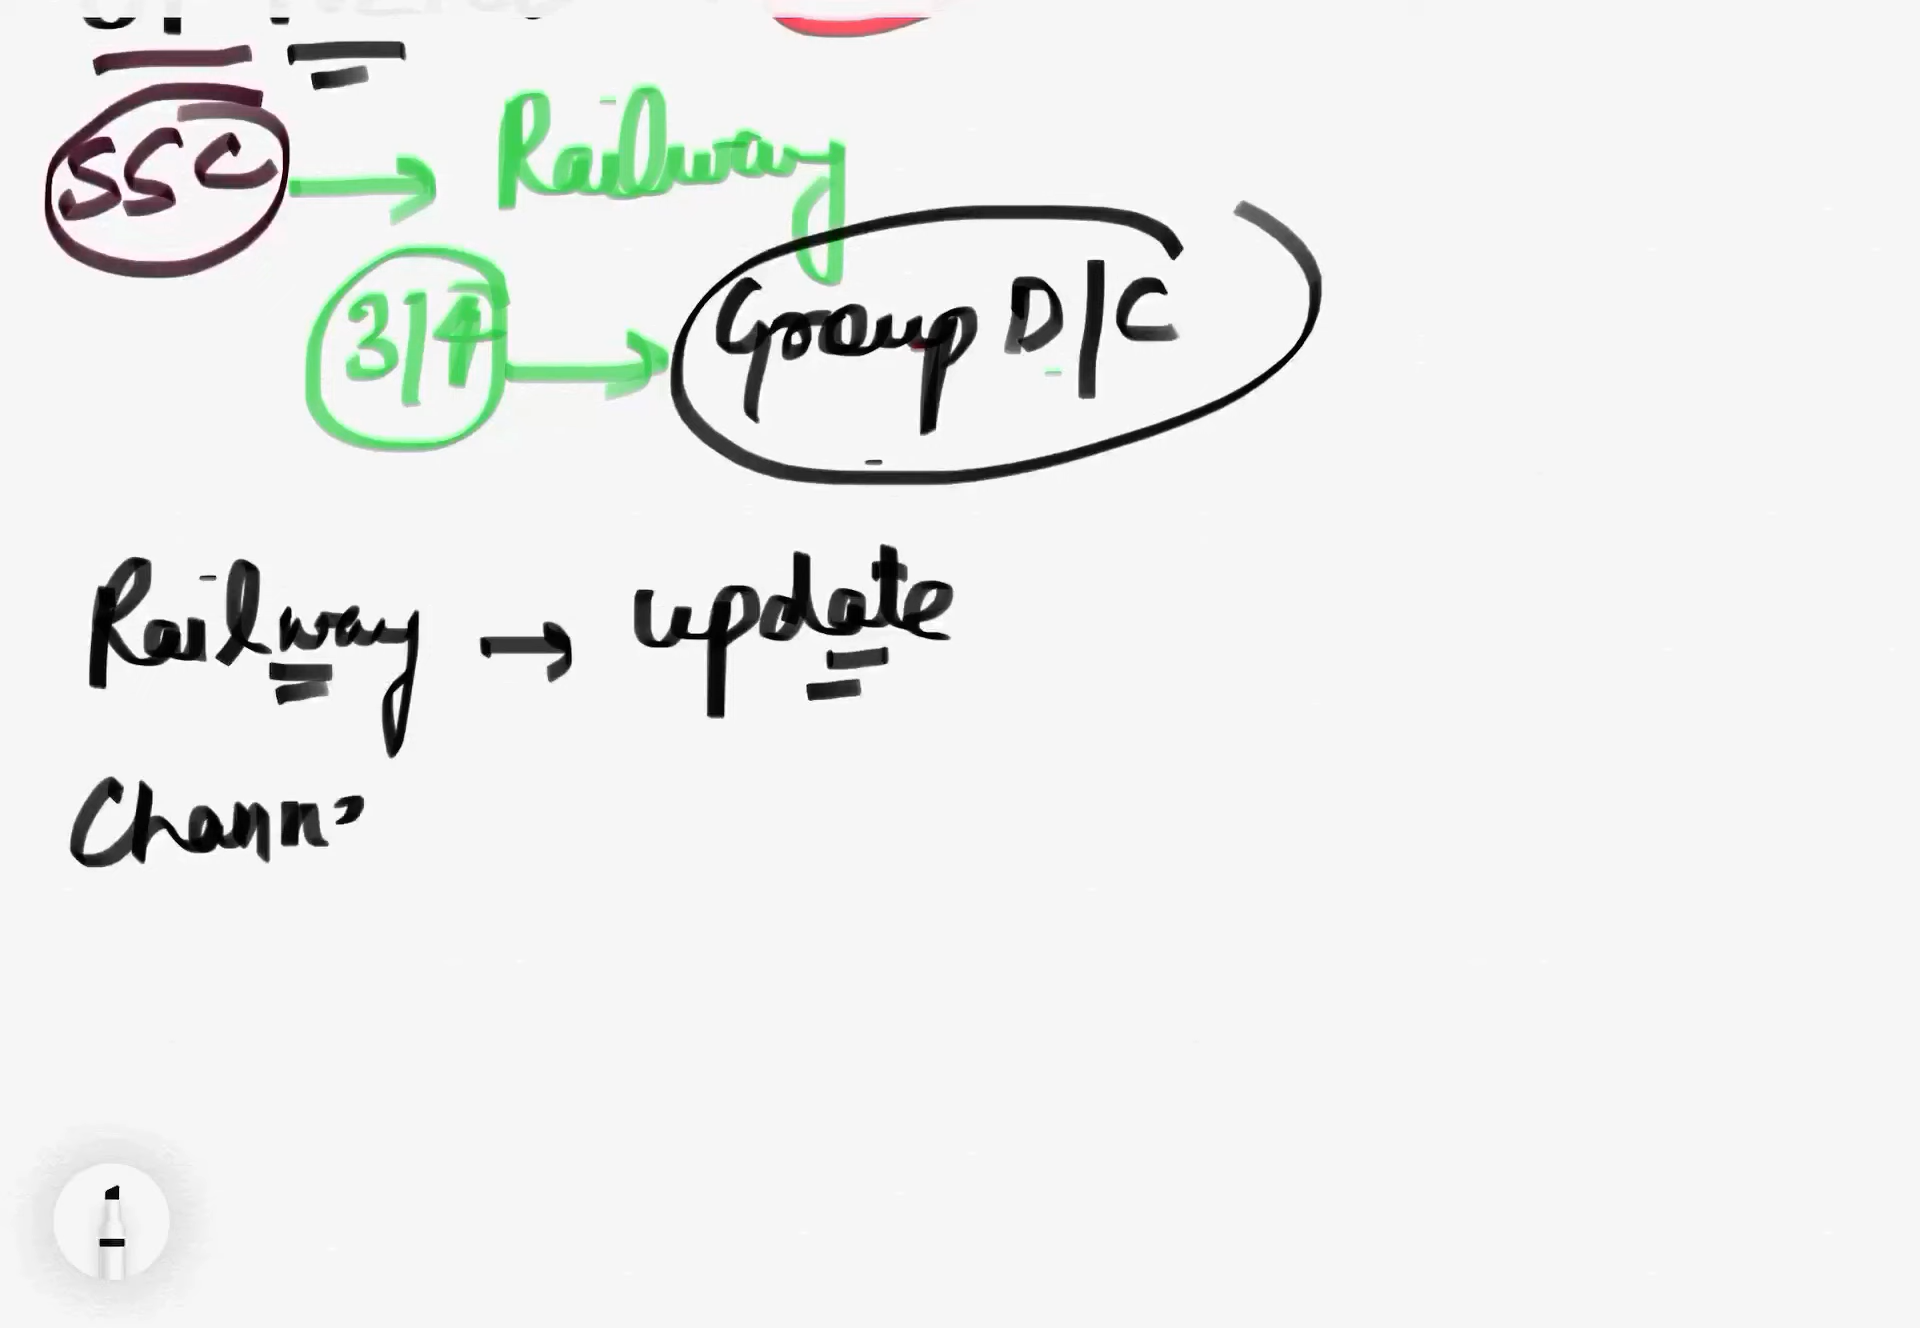 SSC → Railway
3/4 → Group D/C
Railway → update
Chann